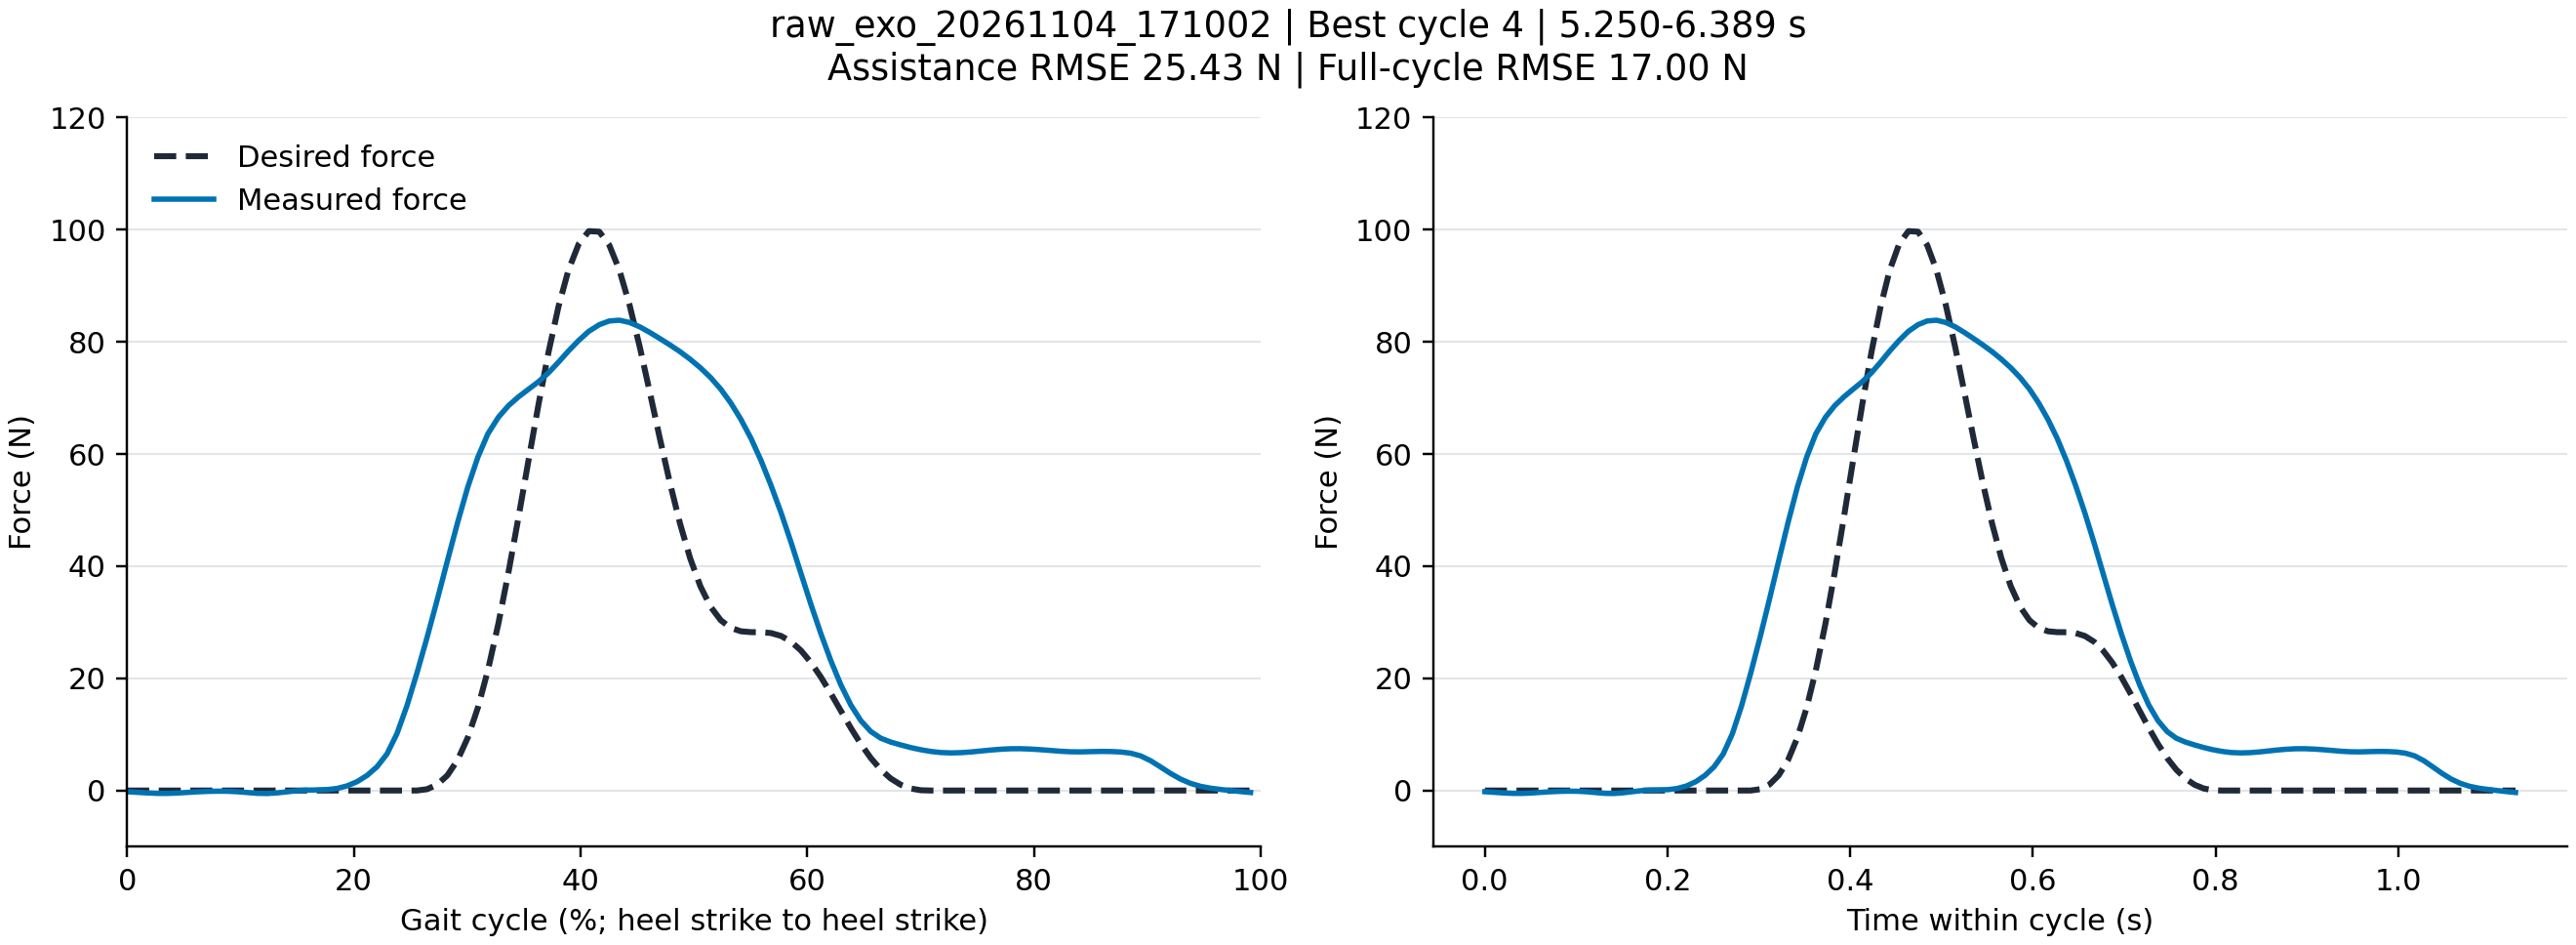 raw_exo_20261104_171002 | Best cycle 4 | 5.250-6.389 s
Assistance RMSE 25.43 N | Full-cycle RMSE 17.00 N
120
100
80
60
40
20
0
Force (N)
Desired force
Measured force
0 20 40 60 80 100
Gait cycle (%; heel strike to heel strike)
120
100
80
60
40
20
0
Force (N)
0.0 0.2 0.4 0.6 0.8 1.0
Time within cycle (s)